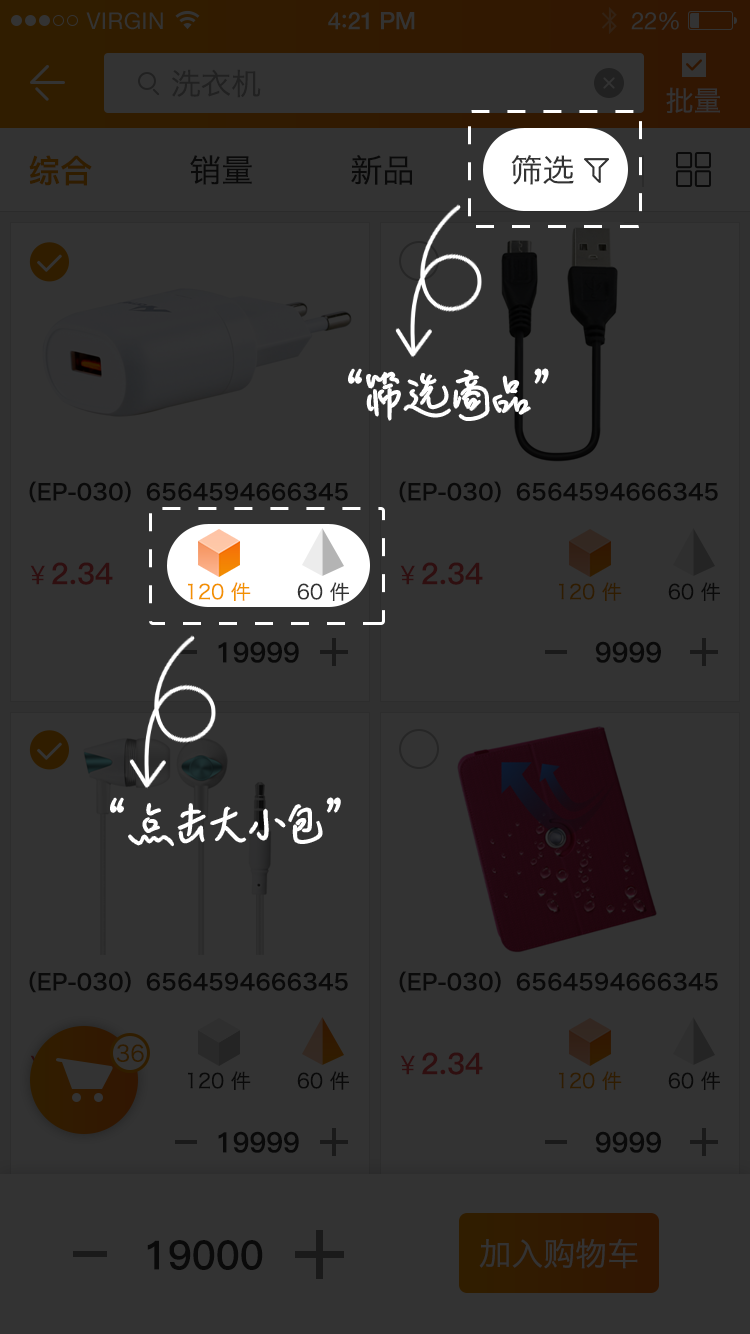 VIRGIN 4:21 PM 22%
洗衣机
批量
综合 销量 新品 筛选
“筛选商品”
(EP-030) 6564594666345 (EP-030) 6564594666345
¥ 2.34 120 件 60 件 ¥ 2.34 120 件 60 件
19999 9999
“点击大小包”
(EP-030) 6564594666345 (EP-030) 6564594666345
36 120 件 60 件 ¥ 2.34 120 件 60 件
19999 9999
19000 加入购物车